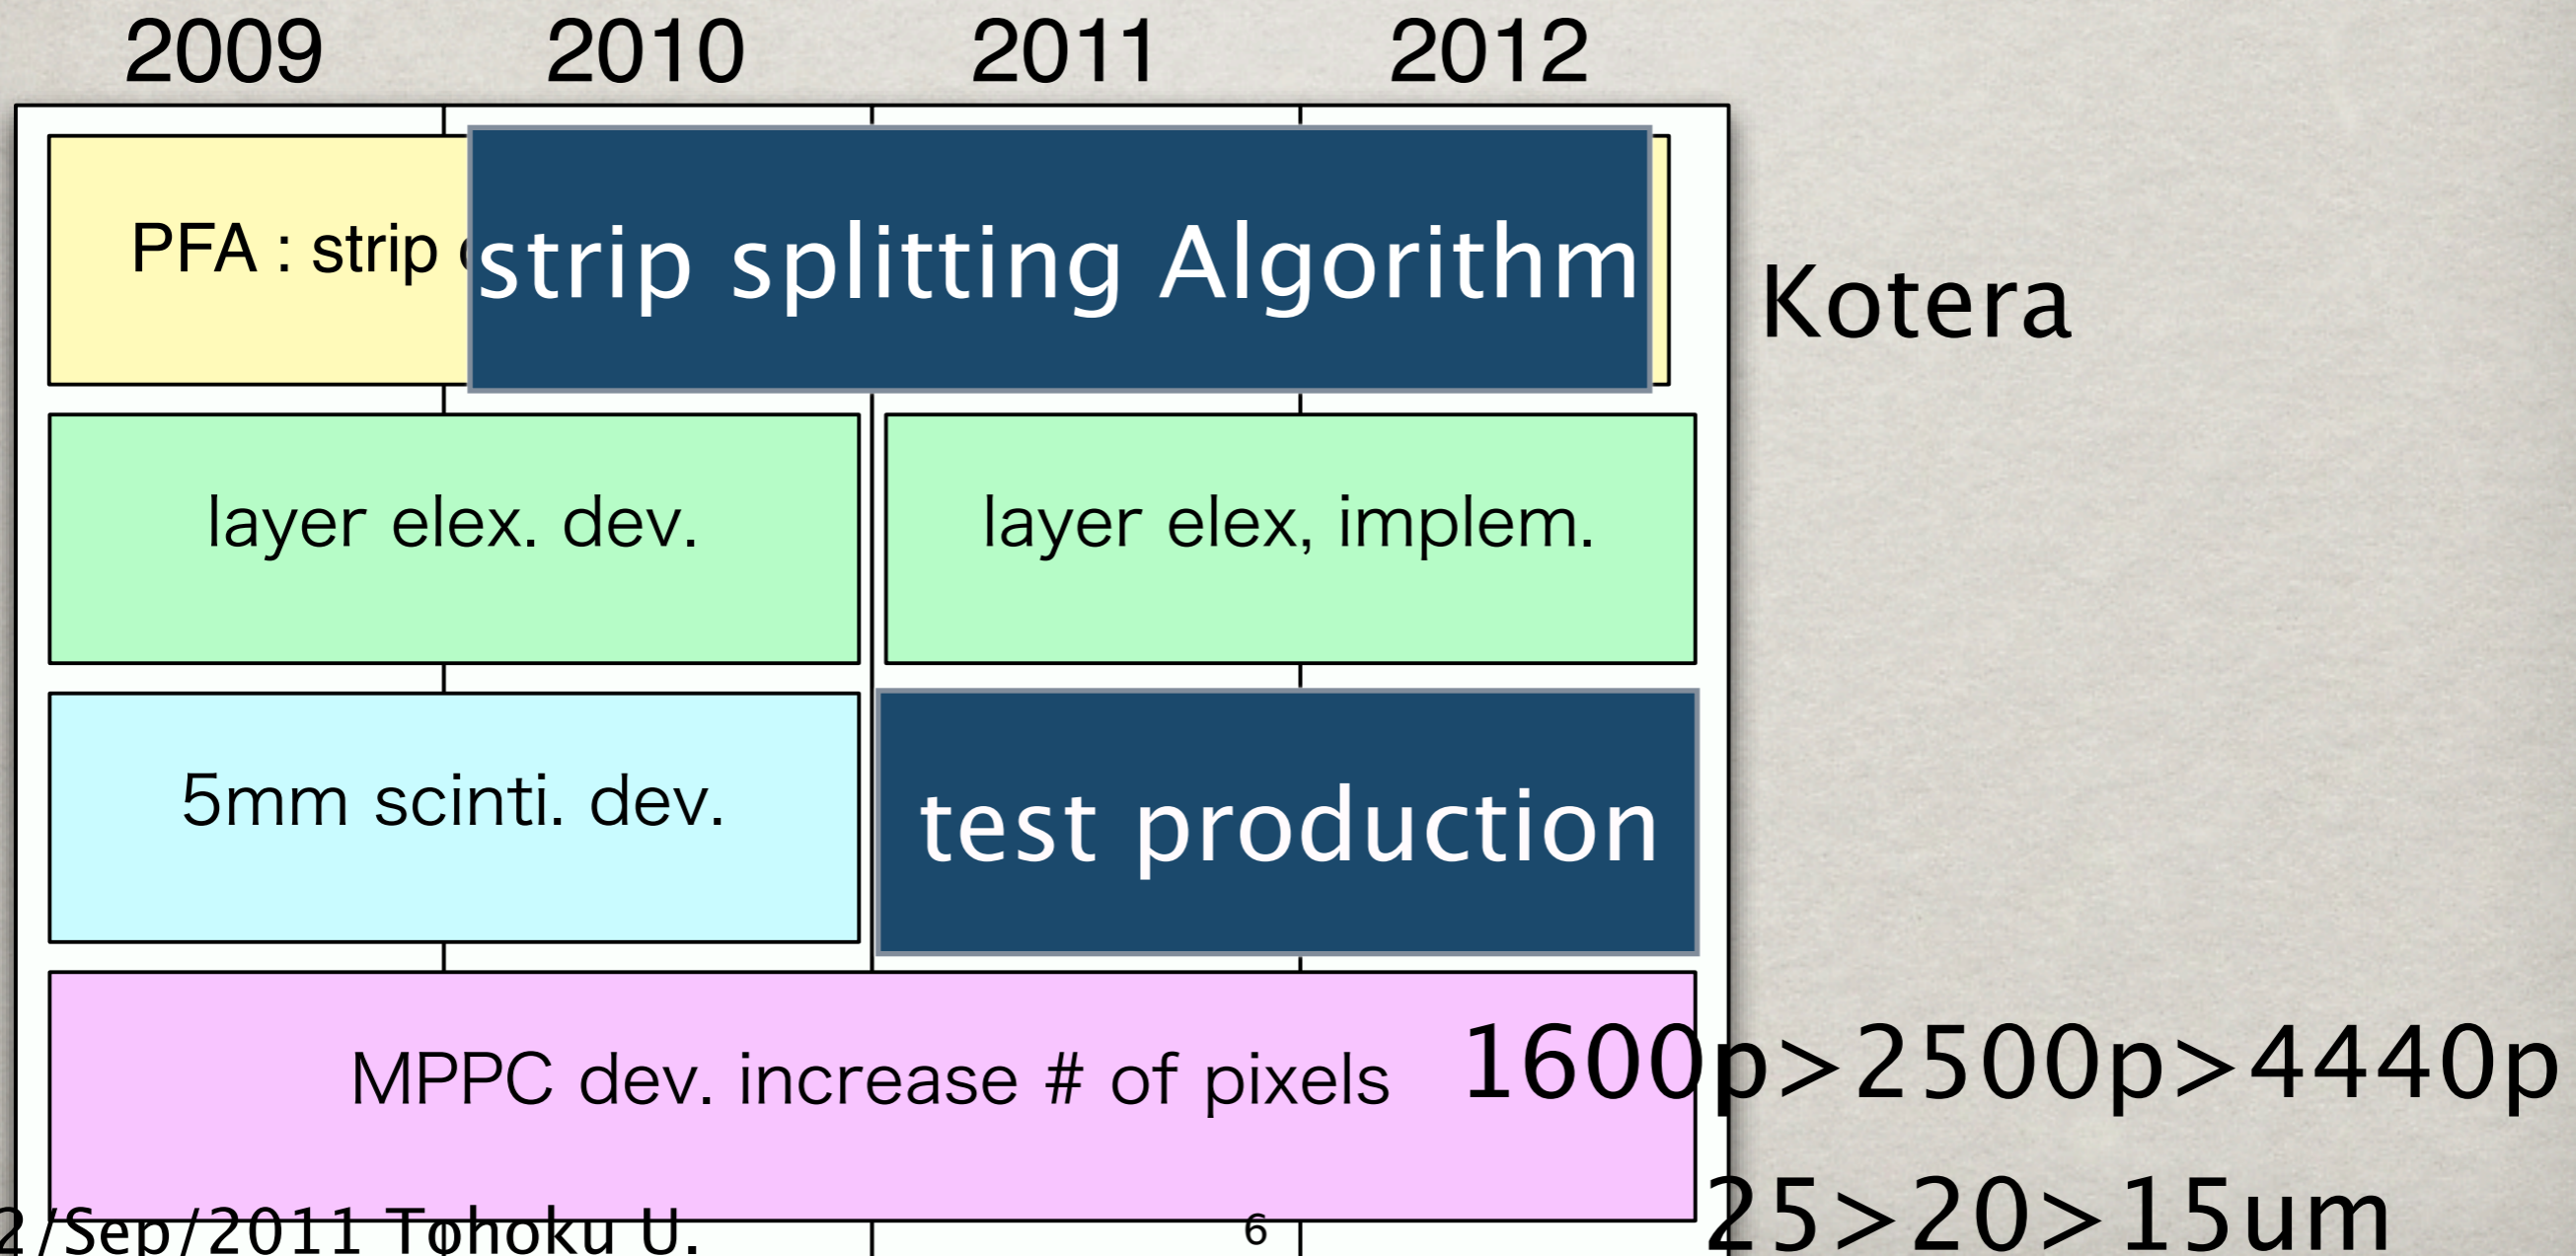 2009 2010 2011 2012
PFA : strip
strip splitting Algorithm
Kotera
layer elex. dev.
layer elex, implem.
5mm scinti. dev.
test production
MPPC dev. increase # of pixels
1600p>2500p>4440p
25>20>15um
2/Sep/2011 Tohoku U.
6